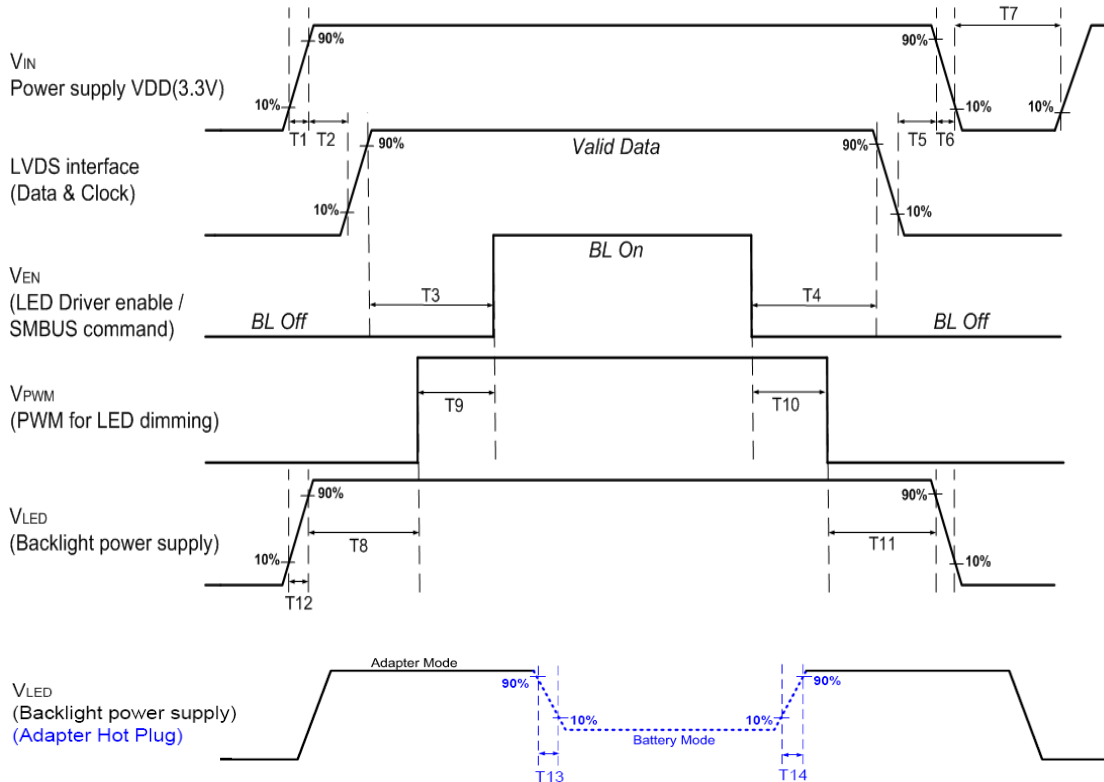 T7
90%
90%
VIN
Power supply VDD(3.3V)
10%
10%
10%
T1
T2
T5
T6
90%
Valid Data
90%
LVDS interface
(Data & Clock)
10%
10%
BL On
VEN
(LED Driver enable /
SMBUS command)
T3
T4
BL Off
BL Off
VPWM
(PWM for LED dimming)
T9
T10
90%
90%
VLED
(Backlight power supply)
T8
T11
10%
10%
T12
Adapter Mode
90%
90%
VLED
(Backlight power supply)
(Adapter Hot Plug)
10%
10%
Battery Mode
T13
T14